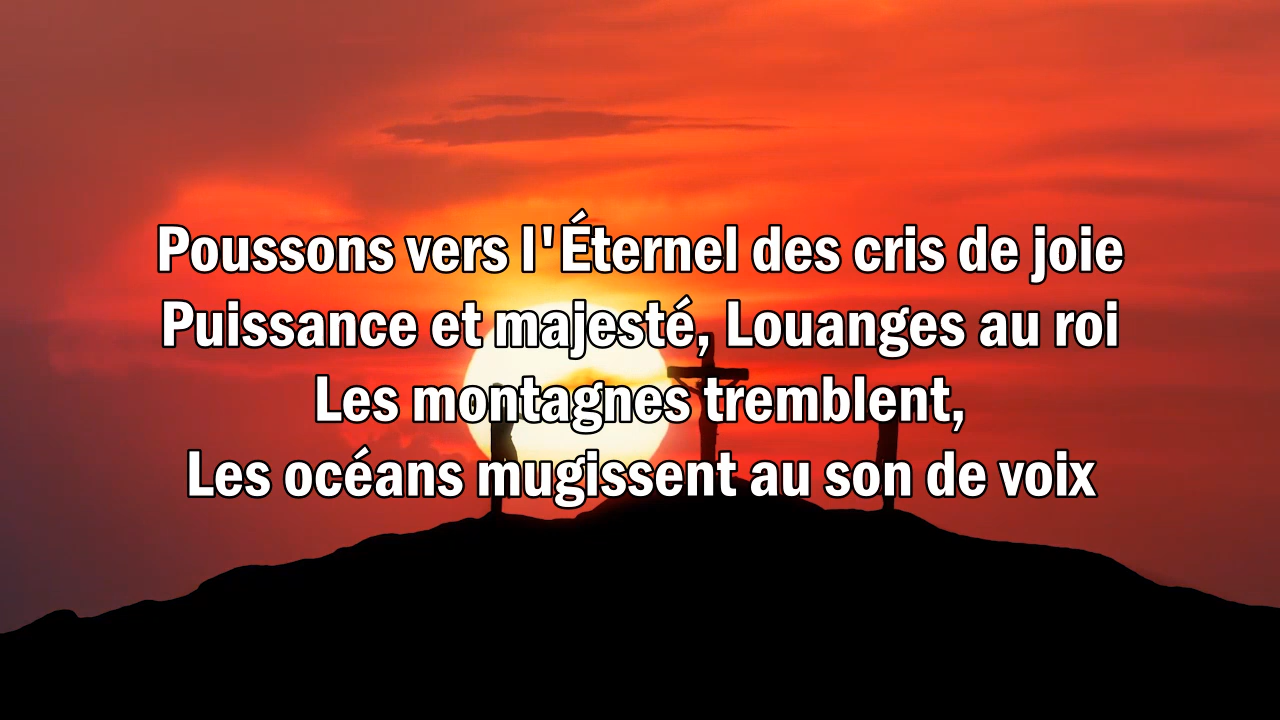 Poussons vers l'Éternel des cris de joie
Puissance et majesté, Louanges au roi
Les montagnes tremblent,
Les océans mugissent au son de voix